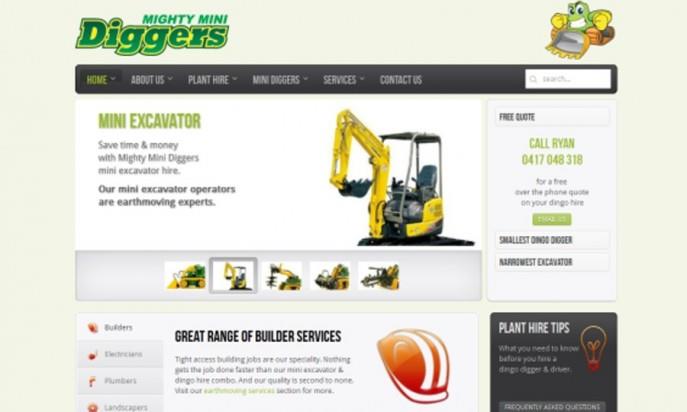 MIGHTY MINI
Diggers
HOME
ABOUT US
PLANT HIRE
MINI DIGGERS
SERVICES
CONTACT US
search...
MINI EXCAVATOR
Save time & money
with Mighty Mini Diggers
mini excavator hire.
Our mini excavator operators
are earthmoving experts.
FREE QUOTE
CALL RYAN
0417 048 318
for a free
over the phone quote
on your dingo hire
EMAIL US
SMALLEST DINGO DIGGER
NARROWEST EXCAVATOR
Builders
Electricians
Plumbers
Landscapers
GREAT RANGE OF BUILDER SERVICES
Tight access building jobs are our speciality. Nothing
gets the job done faster than our mini excavator &
dingo hire combo. And our quality is second to none.
Visit our earthmoving services section for more.
PLANT HIRE TIPS
What you need to know
before you hire a
dingo digger & driver.
FREQUENTLY ASKED QUESTIONS